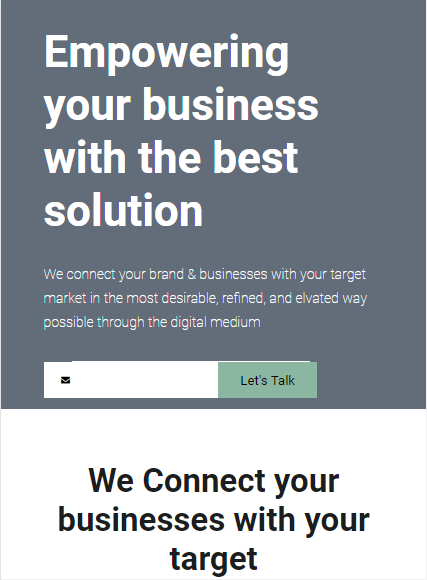 Empowering
your business
with the best
solution
We connect your brand & businesses with your target
market in the most desirable, refined, and elvated way
possible through the digital medium
Let's Talk
We Connect your
businesses with your
target